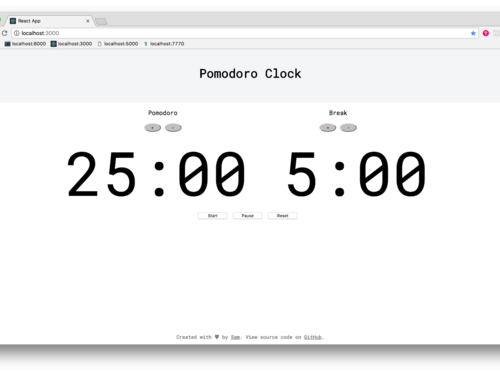 React App
localhost:3000
localhost:8000 localhost:3000 localhost:5000 localhost:7770
Pomodoro Clock
Pomodoro Break
+ - + -
25:00 5:00
Start Pause Reset
Created with ♥ by Sam. View source code on GitHub.